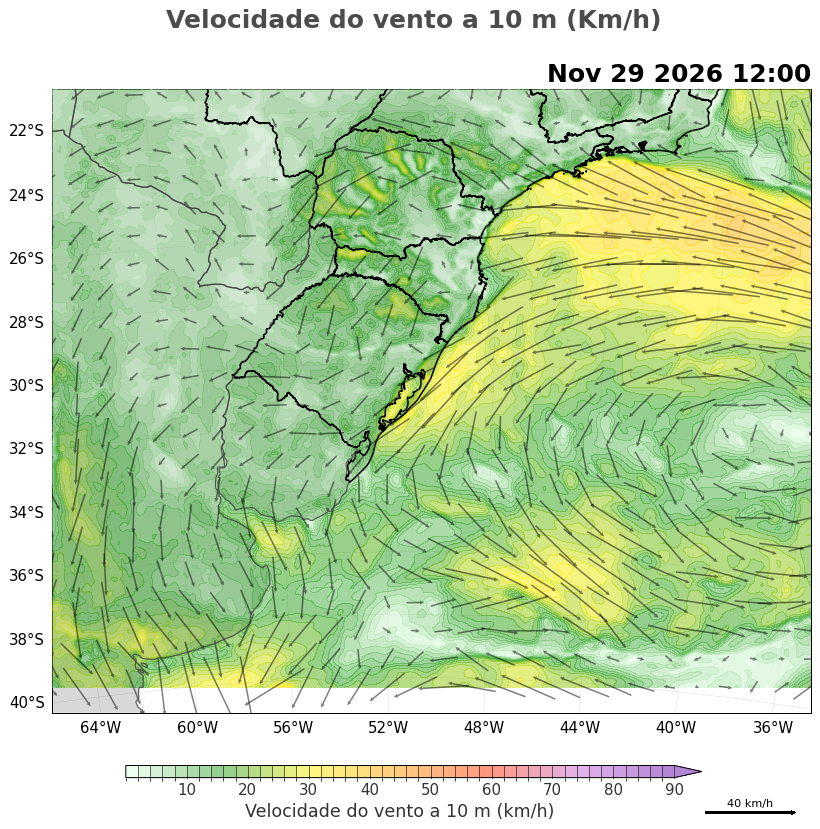 Velocidade do vento a 10 m (Km/h)
Nov 29 2026 12:00
22°S
24°S
26°S
28°S
30°S
32°S
34°S
36°S
38°S
40°S
64°W 60°W 56°W 52°W 48°W 44°W 40°W 36°W
10 20 30 40 50 60 70 80 90
Velocidade do vento a 10 m (km/h)
40 km/h